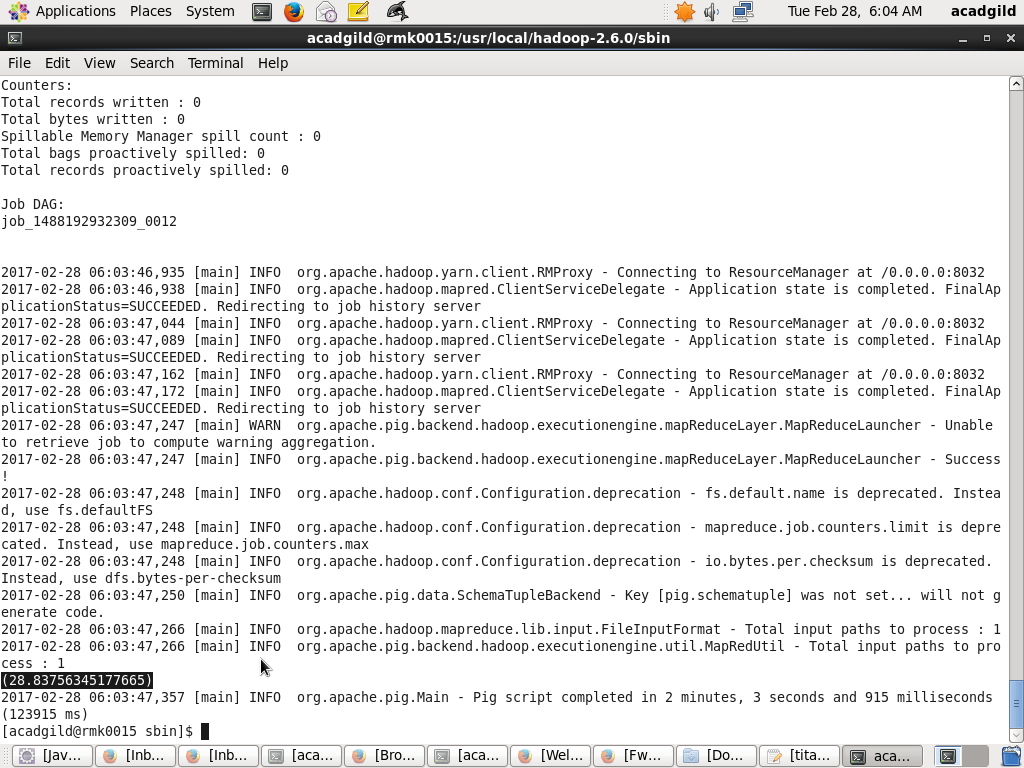 Applications Places System Tue Feb 28, 6:04 AM acadgild
acadgild@rmk0015:/usr/local/hadoop-2.6.0/sbin
File Edit View Search Terminal Help
Counters:
Total records written : 0
Total bytes written : 0
Spillable Memory Manager spill count : 0
Total bags proactively spilled: 0
Total records proactively spilled: 0
Job DAG:
job_1488192932309_0012
2017-02-28 06:03:46,935 [main] INFO  org.apache.hadoop.yarn.client.RMProxy - Connecting to ResourceManager at /0.0.0.0:8032
2017-02-28 06:03:46,938 [main] INFO  org.apache.hadoop.mapred.ClientServiceDelegate - Application state is completed. FinalAp
plicationStatus=SUCCEEDED. Redirecting to job history server
2017-02-28 06:03:47,044 [main] INFO  org.apache.hadoop.yarn.client.RMProxy - Connecting to ResourceManager at /0.0.0.0:8032
2017-02-28 06:03:47,089 [main] INFO  org.apache.hadoop.mapred.ClientServiceDelegate - Application state is completed. FinalAp
plicationStatus=SUCCEEDED. Redirecting to job history server
2017-02-28 06:03:47,162 [main] INFO  org.apache.hadoop.yarn.client.RMProxy - Connecting to ResourceManager at /0.0.0.0:8032
2017-02-28 06:03:47,172 [main] INFO  org.apache.hadoop.mapred.ClientServiceDelegate - Application state is completed. FinalAp
plicationStatus=SUCCEEDED. Redirecting to job history server
2017-02-28 06:03:47,247 [main] WARN  org.apache.pig.backend.hadoop.executionengine.mapReduceLayer.MapReduceLauncher - Unable
to retrieve job to compute warning aggregation.
2017-02-28 06:03:47,247 [main] INFO  org.apache.pig.backend.hadoop.executionengine.mapReduceLayer.MapReduceLauncher - Success
!
2017-02-28 06:03:47,248 [main] INFO  org.apache.hadoop.conf.Configuration.deprecation - fs.default.name is deprecated. Instea
d, use fs.defaultFS
2017-02-28 06:03:47,248 [main] INFO  org.apache.hadoop.conf.Configuration.deprecation - mapreduce.job.counters.limit is depre
cated. Instead, use mapreduce.job.counters.max
2017-02-28 06:03:47,248 [main] INFO  org.apache.hadoop.conf.Configuration.deprecation - io.bytes.per.checksum is deprecated.
Instead, use dfs.bytes-per-checksum
2017-02-28 06:03:47,250 [main] INFO  org.apache.pig.data.SchemaTupleBackend - Key [pig.schematuple] was not set... will not g
enerate code.
2017-02-28 06:03:47,266 [main] INFO  org.apache.hadoop.mapreduce.lib.input.FileInputFormat - Total input paths to process : 1
2017-02-28 06:03:47,266 [main] INFO  org.apache.pig.backend.hadoop.executionengine.util.MapRedUtil - Total input paths to pro
cess : 1
(28.83756345177665)
2017-02-28 06:03:47,357 [main] INFO  org.apache.pig.Main - Pig script completed in 2 minutes, 3 seconds and 915 milliseconds
(123915 ms)
[acadgild@rmk0015 sbin]$
[Jav... [Inb... [Inb... [aca... [Bro... [aca... [Wel... [Fw... [Do... [tita... aca...